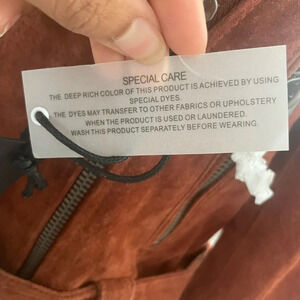 SPECIAL CARE
THE DEEP RICH COLOR OF THIS PRODUCT IS ACHIEVED BY USING
SPECIAL DYES
THE DYES MAY TRANSFER TO OTHER FABRICS OR UPHOLSTERY
WHEN THE PRODUCT IS USED OR LAUNDERED.
WASH THIS PRODUCT SEPARATELY BEFORE WEARING.